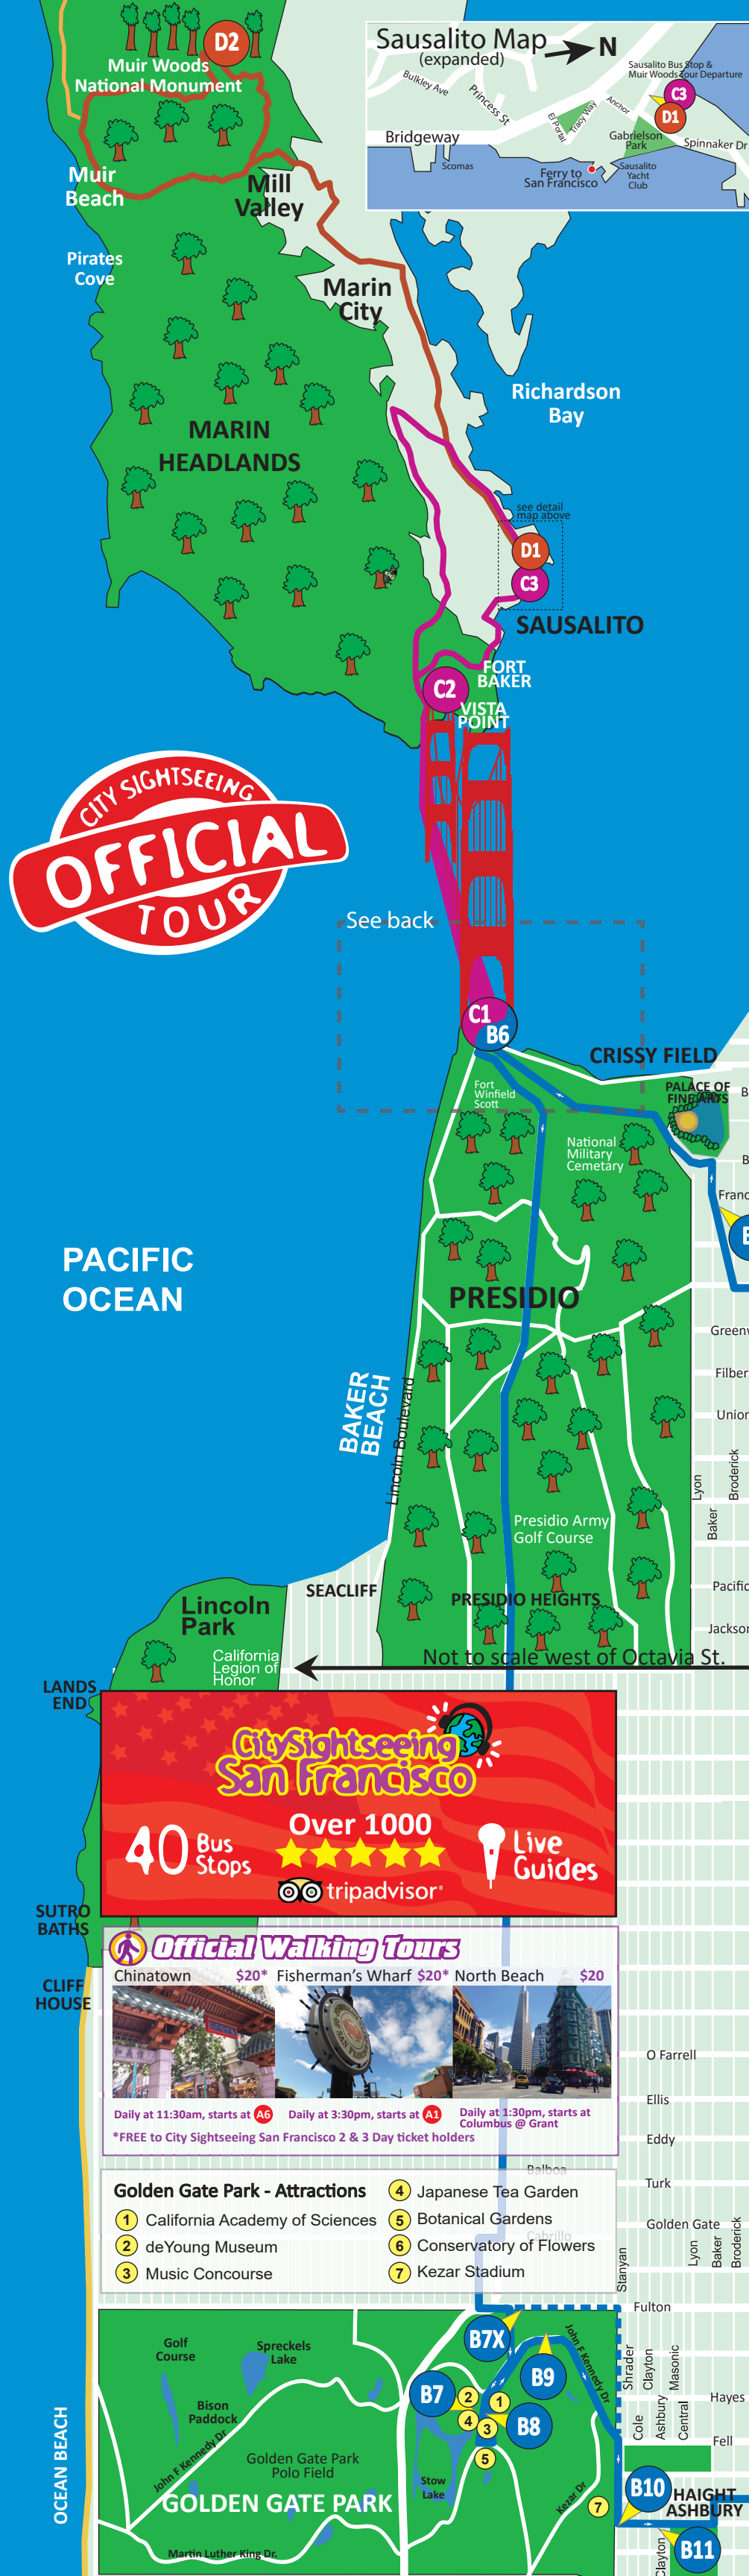 D2
Muir Woods
National Monument
Muir
Beach
Mill
Valley
Pirates
Cove
Marin
City
Sausalito Map
(expanded)
N
Sausalito Bus Stop &
Muir Woods Tour Departure
C3
D1
Bulkley Ave
Princess St
El Portal
Tracy Way
Anchor
Gabrielson
Park
Spinnaker Dr
Bridgeway
Scomas
Ferry to
San Francisco
Sausalito
Yacht
Club
Richardson
Bay
MARIN
HEADLANDS
see detail
map above
D1
C3
SAUSALITO
FORT
BAKER
C2
VISTA
POINT
CITY SIGHTSEEING
OFFICIAL
TOUR
See back
C1
B6
CRISSY FIELD
PALACE OF
FINE ARTS
B
Fort
Winfield
Scott
National
Military
Cemetary
B
Franc
PACIFIC
OCEAN
PRESIDIO
Green
Filber
Union
BAKER
BEACH
Lincoln Boulevard
Lyon
Baker
Broderick
Presidio Army
Golf Course
Pacific
SEACLIFF
PRESIDIO HEIGHTS
Jackson
Lincoln
Park
California
Legion of
Honor
Not to scale west of Octavia St.
LANDS
END
CitySightseeing
San Francisco
40 Bus
Stops
Over 1000
tripadvisor
Live
Guides
SUTRO
BATHS
CLIFF
HOUSE
Official Walking Tours
Chinatown $20* Fisherman's Wharf $20* North Beach $20
Daily at 11:30am, starts at A6
Daily at 3:30pm, starts at A1
Daily at 1:30pm, starts at
Columbus @ Grant
*FREE to City Sightseeing San Francisco 2 & 3 Day ticket holders
O Farrell
Ellis
Eddy
Turk
Golden Gate
Balboa
Cabrillo
Golden Gate Park - Attractions
1 California Academy of Sciences
2 deYoung Museum
3 Music Concourse
4 Japanese Tea Garden
5 Botanical Gardens
6 Conservatory of Flowers
7 Kezar Stadium
Stanyan
Lyon
Baker
Broderick
Fulton
Golf
Course
Spreckels
Lake
Bison
Paddock
John F Kennedy Dr
Golden Gate Park
Polo Field
GOLDEN GATE PARK
Martin Luther King Dr.
OCEAN BEACH
B7X
B9
B7
B8
2
1
4
3
5
Stow
Lake
John F Kennedy Dr
Kezar Dr
7
Shrader
Cole
Clayton
Ashbury
Masonic
Central
Hayes
Fell
B10
HAIGHT
ASHBURY
B11
Clayton